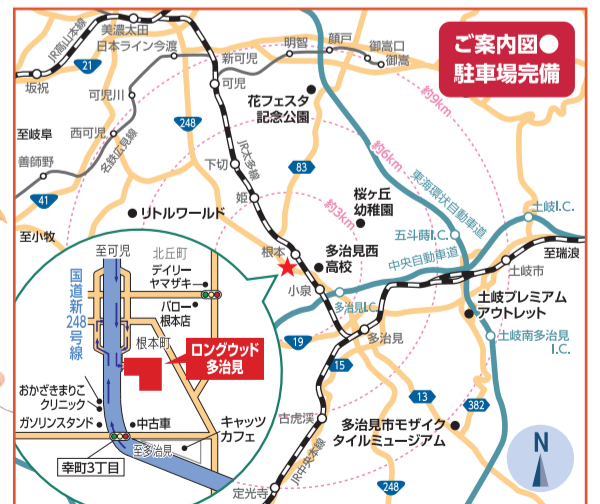 ご案内図●
駐車場完備
美濃太田
JR高山本線
日本ライン今渡
新可児
明智
顔戸
御嵩口
御嵩
21
坂祝
可児
可児川
花フェスタ
記念公園
約9km
至岐阜
西可児
名鉄広見線
248
善師野
下切
JR太多線
83
約6km
東海環状自動車道
41
姫
桜ヶ丘
幼稚園
リトルワールド
約3km
土岐I.C.
至小牧
五斗蒔I.C.
根本
多治見西
高校
中央自動車道
至瑞浪
小泉
土岐市
多治見I.C.
土岐プレミアム
アウトレット
多治見
土岐南多治見
I.C.
19
15
13
382
古虎渓
多治見市モザイク
タイルミュージアム
JR中央本線
248
定光寺
N
至可児
北丘町
デイリー
ヤマザキ
国道新248号線
バロー
根本店
根本町
ロングウッド
多治見
おかざきまりこ
クリニック
ガソリンスタンド
中古車
キャッツ
カフェ
至多治見
幸町3丁目